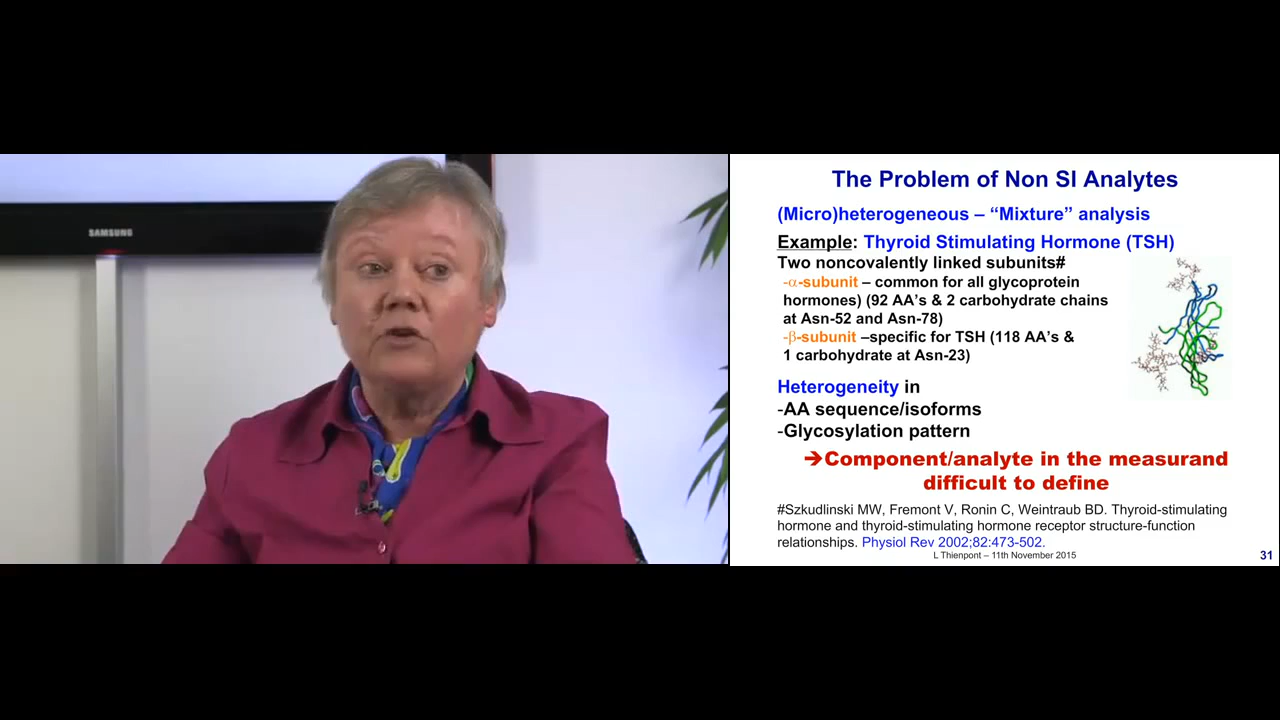 SAMSUNG
The Problem of Non SI Analytes
(Micro)heterogeneous – “Mixture” analysis
Example: Thyroid Stimulating Hormone (TSH)
Two noncovalently linked subunits#
-α-subunit – common for all glycoprotein
hormones) (92 AA’s & 2 carbohydrate chains
at Asn-52 and Asn-78)
-β-subunit –specific for TSH (118 AA’s &
1 carbohydrate at Asn-23)
Heterogeneity in
-AA sequence/isoforms
-Glycosylation pattern
➔Component/analyte in the measurand
difficult to define
#Szkudlinski MW, Fremont V, Ronin C, Weintraub BD. Thyroid-stimulating
hormone and thyroid-stimulating hormone receptor structure-function
relationships. Physiol Rev 2002;82:473-502.
L Thienpont – 11th November 2015
31